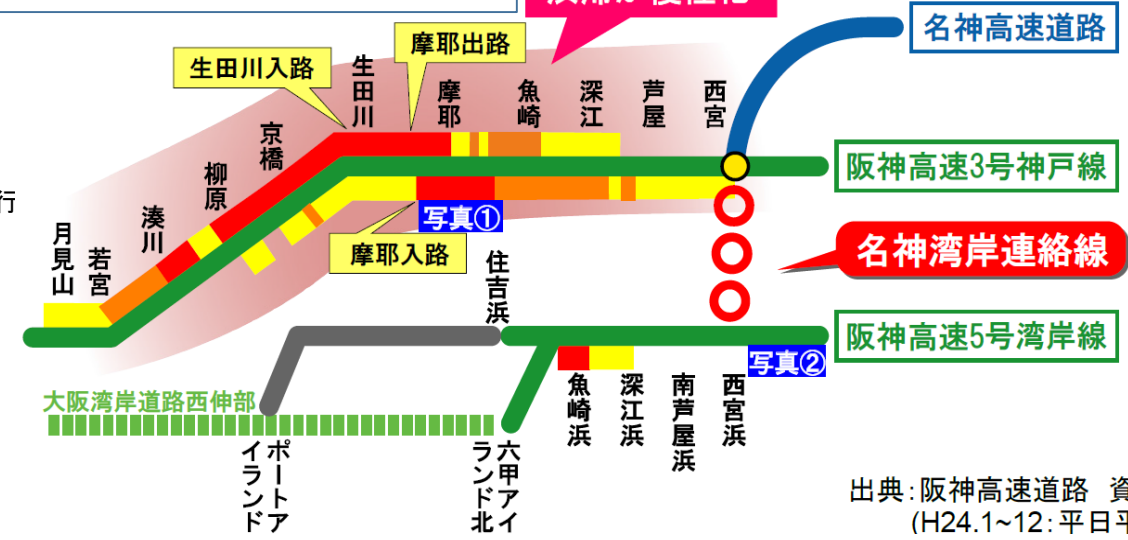 名神高速道路
摩耶出路
生田川入路
生田川
摩耶
魚崎
深江
芦屋
西宮
京橋
柳原
湊川
若宮
月見山
行
阪神高速3号神戸線
写真①
摩耶入路
名神湾岸連絡線
住吉浜
阪神高速5号湾岸線
写真②
大阪湾岸道路西伸部
魚崎浜
深江浜
南芦屋浜
西宮浜
ポートア
イランド
六甲アイ
ランド北
出典：阪神高速道路　資
(H24.1~12：平日平